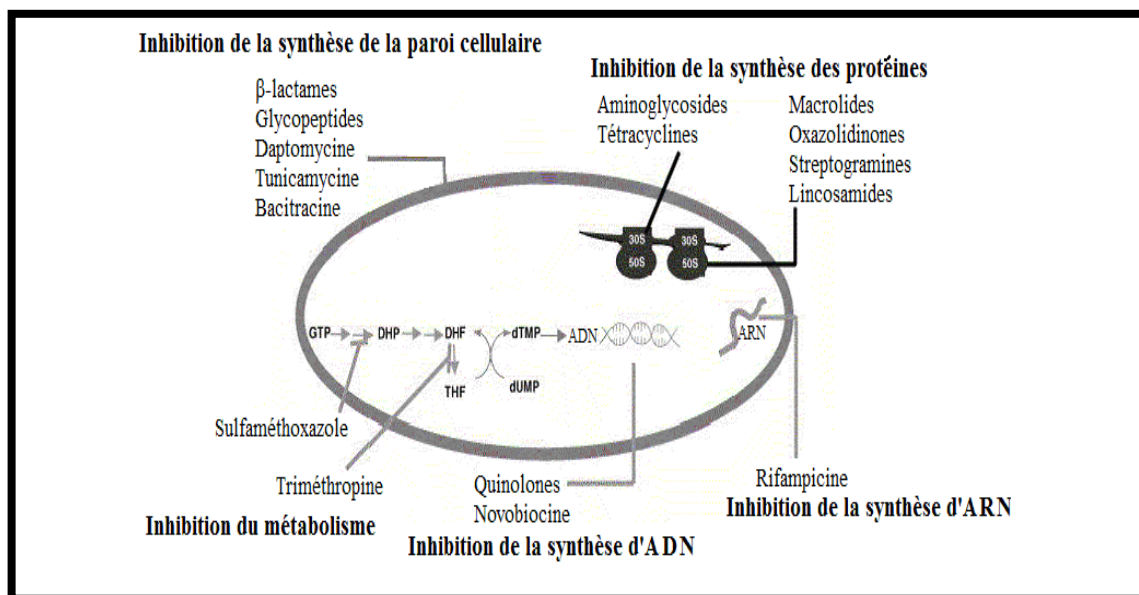 Inhibition de la synthèse de la paroi cellulaire
β-lactames
Glycopeptides
Daptomycine
Tunicamycine
Bacitracine
Inhibition de la synthèse des protéines
Aminoglycosides
Tétracyclines
Macrolides
Oxazolidinones
Streptogramines
Lincosamides
30S
30S
50S
50S
GTP
DHP
DHF
dTMP
ADN
ARN
THF
dUMP
Sulfaméthoxazole
Triméthropine
Inhibition du métabolisme
Quinolones
Novobiocine
Inhibition de la synthèse d'ADN
Rifampicine
Inhibition de la synthèse d'ARN